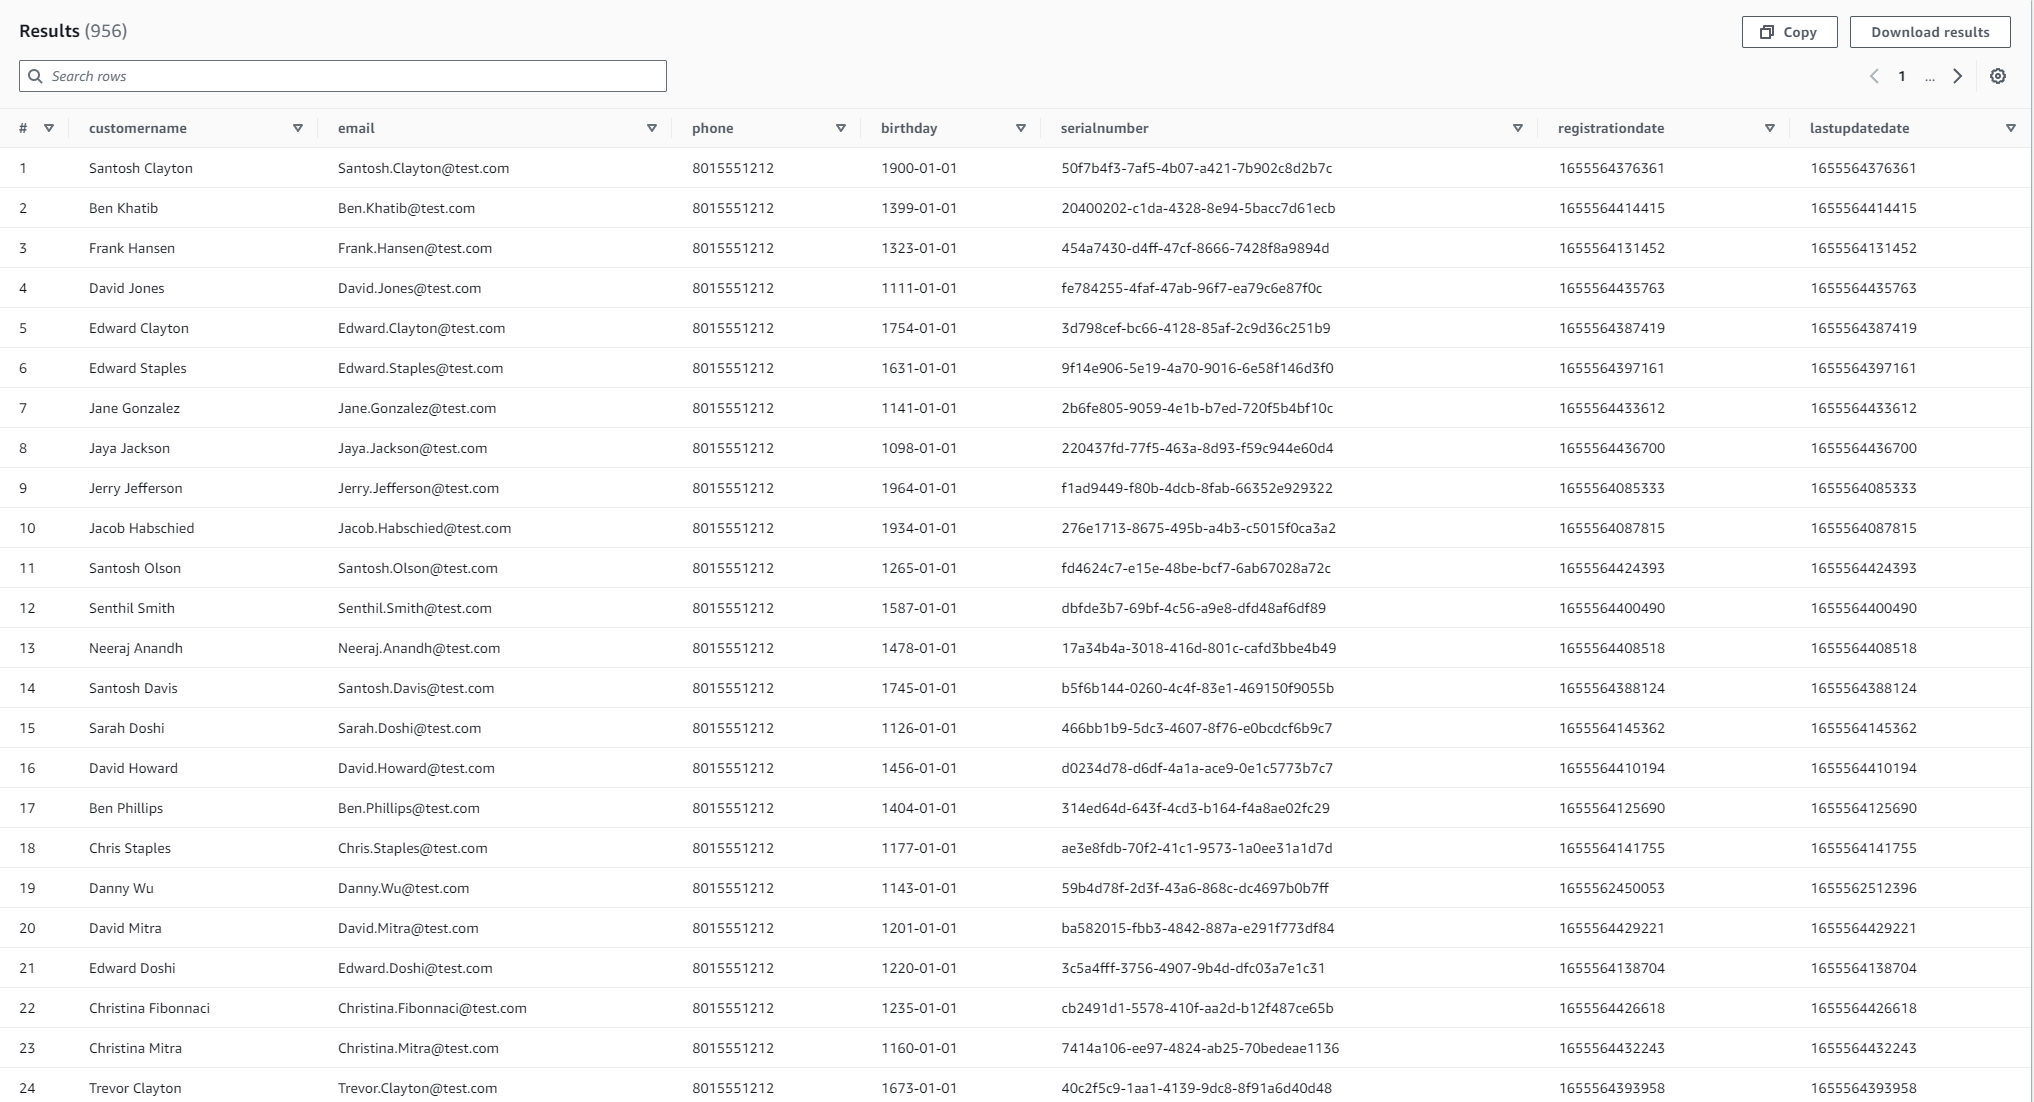 Results (956)
Copy
Download results
Search rows
1 ...
# customername email phone birthday serialnumber registrationdate lastupdatedate
1 Santosh Clayton Santosh.Clayton@test.com 8015551212 1900-01-01 50f7b4f3-7af5-4b07-a421-7b902c8d2b7c 1655564376361 1655564376361
2 Ben Khatib Ben.Khatib@test.com 8015551212 1399-01-01 20400202-c1da-4328-8e94-5bacc7d61ecb 1655564414415 1655564414415
3 Frank Hansen Frank.Hansen@test.com 8015551212 1323-01-01 454a7430-d4ff-47cf-8666-7428f8a9894d 1655564131452 1655564131452
4 David Jones David.Jones@test.com 8015551212 1111-01-01 fe784255-4faf-47ab-96f7-ea79c6e87f0c 1655564435763 1655564435763
5 Edward Clayton Edward.Clayton@test.com 8015551212 1754-01-01 3d798cef-bc66-4128-85af-2c9d36c251b9 1655564387419 1655564387419
6 Edward Staples Edward.Staples@test.com 8015551212 1631-01-01 9f14e906-5e19-4a70-9016-6e58f146d3f0 1655564397161 1655564397161
7 Jane Gonzalez Jane.Gonzalez@test.com 8015551212 1141-01-01 2b6fe805-9059-4e1b-b7ed-720f5b4bf10c 1655564433612 1655564433612
8 Jaya Jackson Jaya.Jackson@test.com 8015551212 1098-01-01 220437fd-77f5-463a-8d93-f59c944e60d4 1655564436700 1655564436700
9 Jerry Jefferson Jerry.Jefferson@test.com 8015551212 1964-01-01 f1ad9449-f80b-4dcb-8fab-66352e929322 1655564085333 1655564085333
10 Jacob Habschied Jacob.Habschied@test.com 8015551212 1934-01-01 276e1713-8675-495b-a4b3-c5015f0ca3a2 1655564087815 1655564087815
11 Santosh Olson Santosh.Olson@test.com 8015551212 1265-01-01 fd4624c7-e15e-48be-bcf7-6ab67028a72c 1655564424393 1655564424393
12 Senthil Smith Senthil.Smith@test.com 8015551212 1587-01-01 dbfde3b7-69bf-4c56-a9e8-dfd48af6df89 1655564400490 1655564400490
13 Neeraj Anandh Neeraj.Anandh@test.com 8015551212 1478-01-01 17a34b4a-3018-416d-801c-cafd3bbe4b49 1655564408518 1655564408518
14 Santosh Davis Santosh.Davis@test.com 8015551212 1745-01-01 b5f6b144-0260-4c4f-83e1-469150f9055b 1655564388124 1655564388124
15 Sarah Doshi Sarah.Doshi@test.com 8015551212 1126-01-01 466bb1b9-5dc3-4607-8f76-e0bcdcf6b9c7 1655564145362 1655564145362
16 David Howard David.Howard@test.com 8015551212 1456-01-01 d0234d78-d6df-4a1a-ace9-0e1c5773b7c7 1655564410194 1655564410194
17 Ben Phillips Ben.Phillips@test.com 8015551212 1404-01-01 314ed64d-643f-4cd3-b164-f4a8ae02fc29 1655564125690 1655564125690
18 Chris Staples Chris.Staples@test.com 8015551212 1177-01-01 ae3e8fdb-70f2-41c1-9573-1a0ee31a1d7d 1655564141755 1655564141755
19 Danny Wu Danny.Wu@test.com 8015551212 1143-01-01 59b4d78f-2d3f-43a6-868c-dc4697b0b7ff 1655562450053 1655562512396
20 David Mitra David.Mitra@test.com 8015551212 1201-01-01 ba582015-fbb3-4842-887a-e291f773df84 1655564429221 1655564429221
21 Edward Doshi Edward.Doshi@test.com 8015551212 1220-01-01 3c5a4fff-3756-4907-9b4d-dfc03a7e1c31 1655564138704 1655564138704
22 Christina Fibonnaci Christina.Fibonnaci@test.com 8015551212 1235-01-01 cb2491d1-5578-410f-aa2d-b12f487ce65b 1655564426618 1655564426618
23 Christina Mitra Christina.Mitra@test.com 8015551212 1160-01-01 7414a106-ee97-4824-ab25-70bedeae1136 1655564432243 1655564432243
24 Trevor Clayton Trevor.Clayton@test.com 8015551212 1673-01-01 40c2f5c9-1aa1-4139-9dc8-8f91a6d40d48 1655564393958 1655564393958